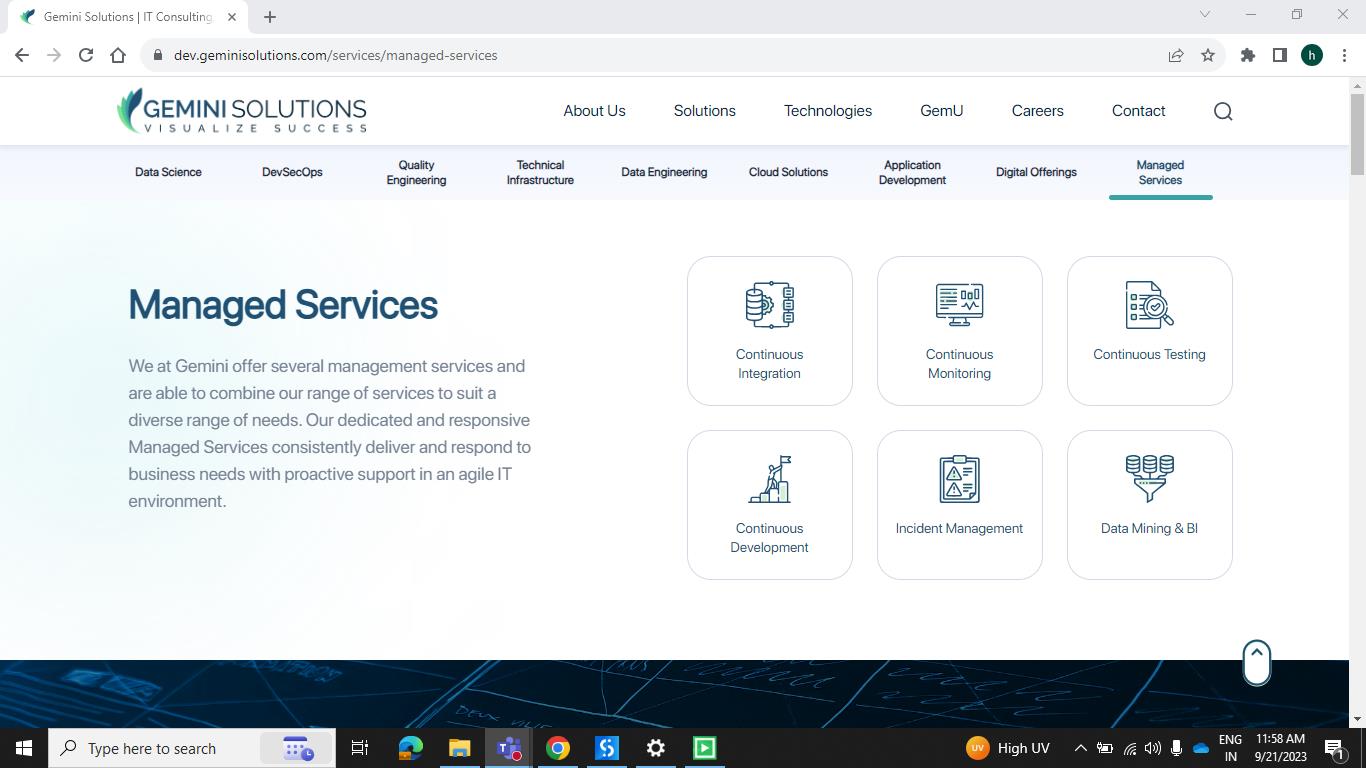 Gemini Solutions | IT Consulting
dev.geminisolutions.com/services/managed-services
h
GEMINI SOLUTIONS
VISUALIZE SUCCESS
About Us
Solutions
Technologies
GemU
Careers
Contact
Data Science
DevSecOps
Quality
Engineering
Technical
Infrastructure
Data Engineering
Cloud Solutions
Application
Development
Digital Offerings
Managed
Services
Managed Services
We at Gemini offer several management services and
are able to combine our range of services to suit a
diverse range of needs. Our dedicated and responsive
Managed Services consistently deliver and respond to
business needs with proactive support in an agile IT
environment.
Continuous
Integration
Continuous
Monitoring
Continuous Testing
Continuous
Development
Incident Management
Data Mining & BI
Type here to search
UV
High UV
ENG
IN
11:58 AM
9/21/2023
1